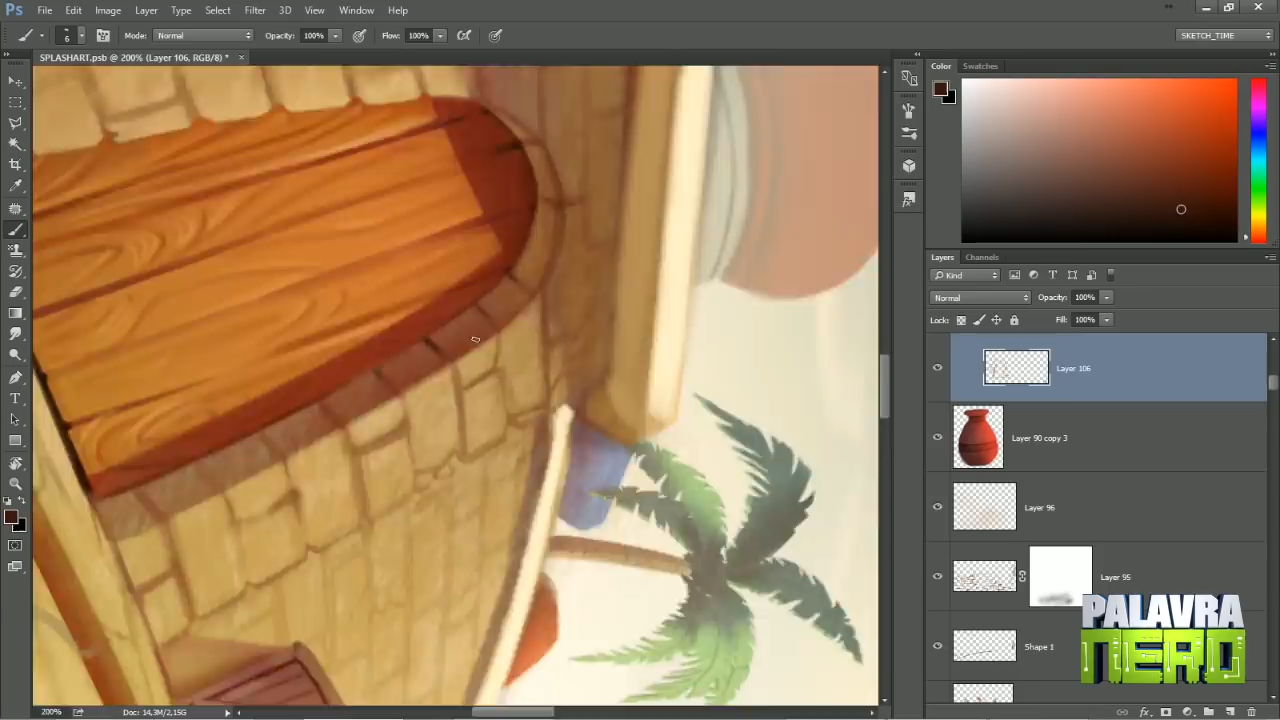 Ps File Edit Image Layer Type Select Filter 3D View Window Help
6 Mode: Normal Opacity: 100% Flow: 100% SKETCH_TIME
SPLASHART.psb @ 200% (Layer 106, RGB/8) *
Color Swatches
Layers Channels
Kind
Normal Opacity: 100%
Lock: Fill: 100%
Layer 106
Layer 90 copy 3
Layer 96
Layer 95
Shape 1
PALAVRA
NERD
200% Doc: 14,3M/2,15G
fx